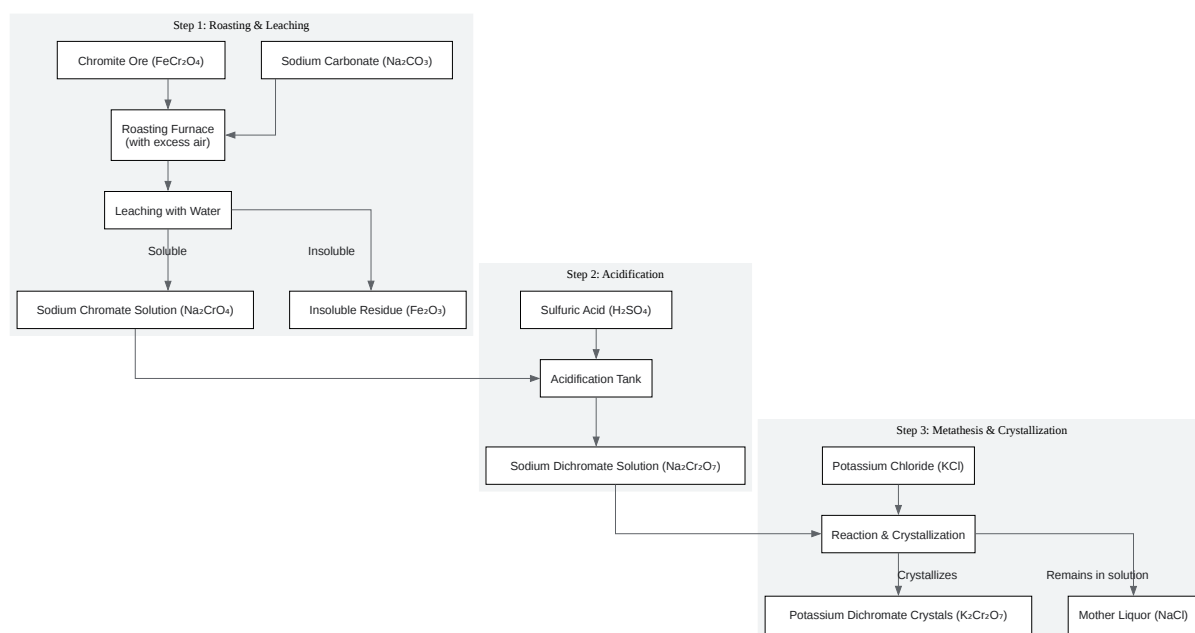 Step 1: Roasting & Leaching
Chromite Ore (FeCr₂O₄)
Sodium Carbonate (Na₂CO₃)
Roasting Furnace
(with excess air)
Leaching with Water
Soluble
Insoluble
Sodium Chromate Solution (Na₂CrO₄)
Insoluble Residue (Fe₂O₃)
Step 2: Acidification
Sulfuric Acid (H₂SO₄)
Acidification Tank
Sodium Dichromate Solution (Na₂Cr₂O₇)
Step 3: Metathesis & Crystallization
Potassium Chloride (KCl)
Reaction & Crystallization
Crystallizes
Remains in solution
Potassium Dichromate Crystals (K₂Cr₂O₇)
Mother Liquor (NaCl)